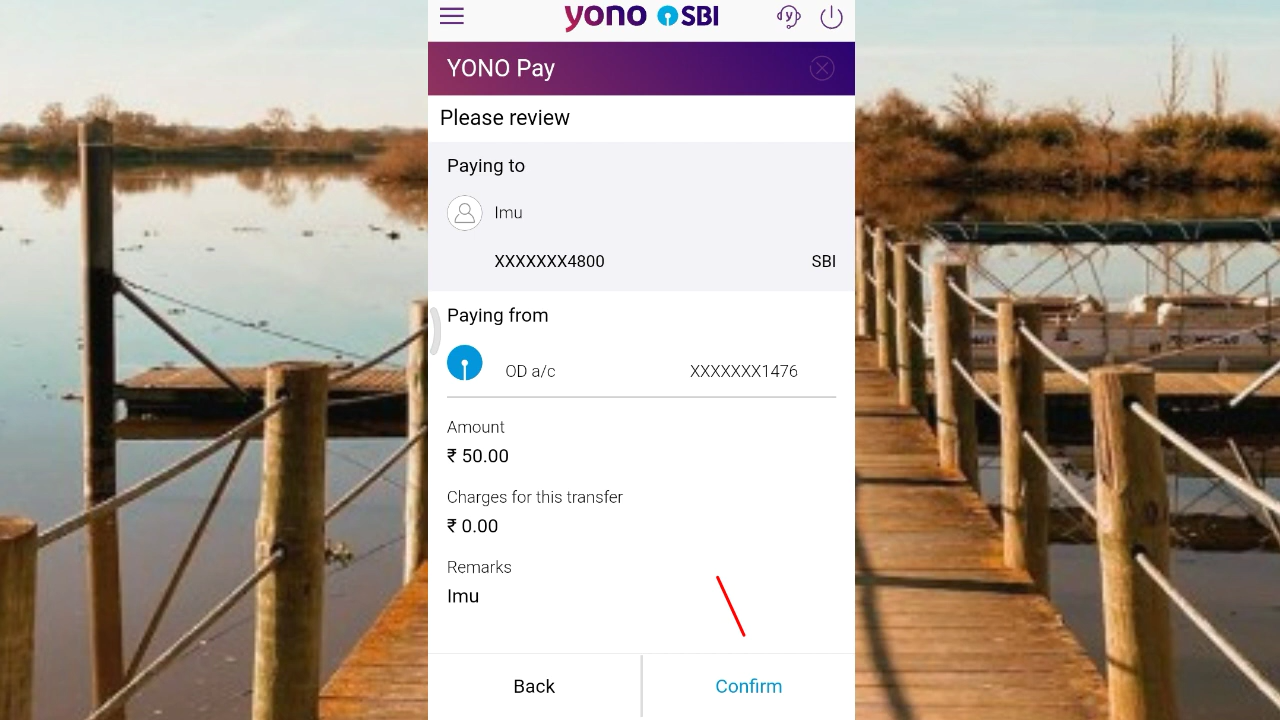 yono SBI
YONO Pay
Please review
Paying to
Imu
XXXXXXX4800 SBI
Paying from
OD a/c XXXXXXX1476
Amount
₹ 50.00
Charges for this transfer
₹ 0.00
Remarks
Imu
Back Confirm